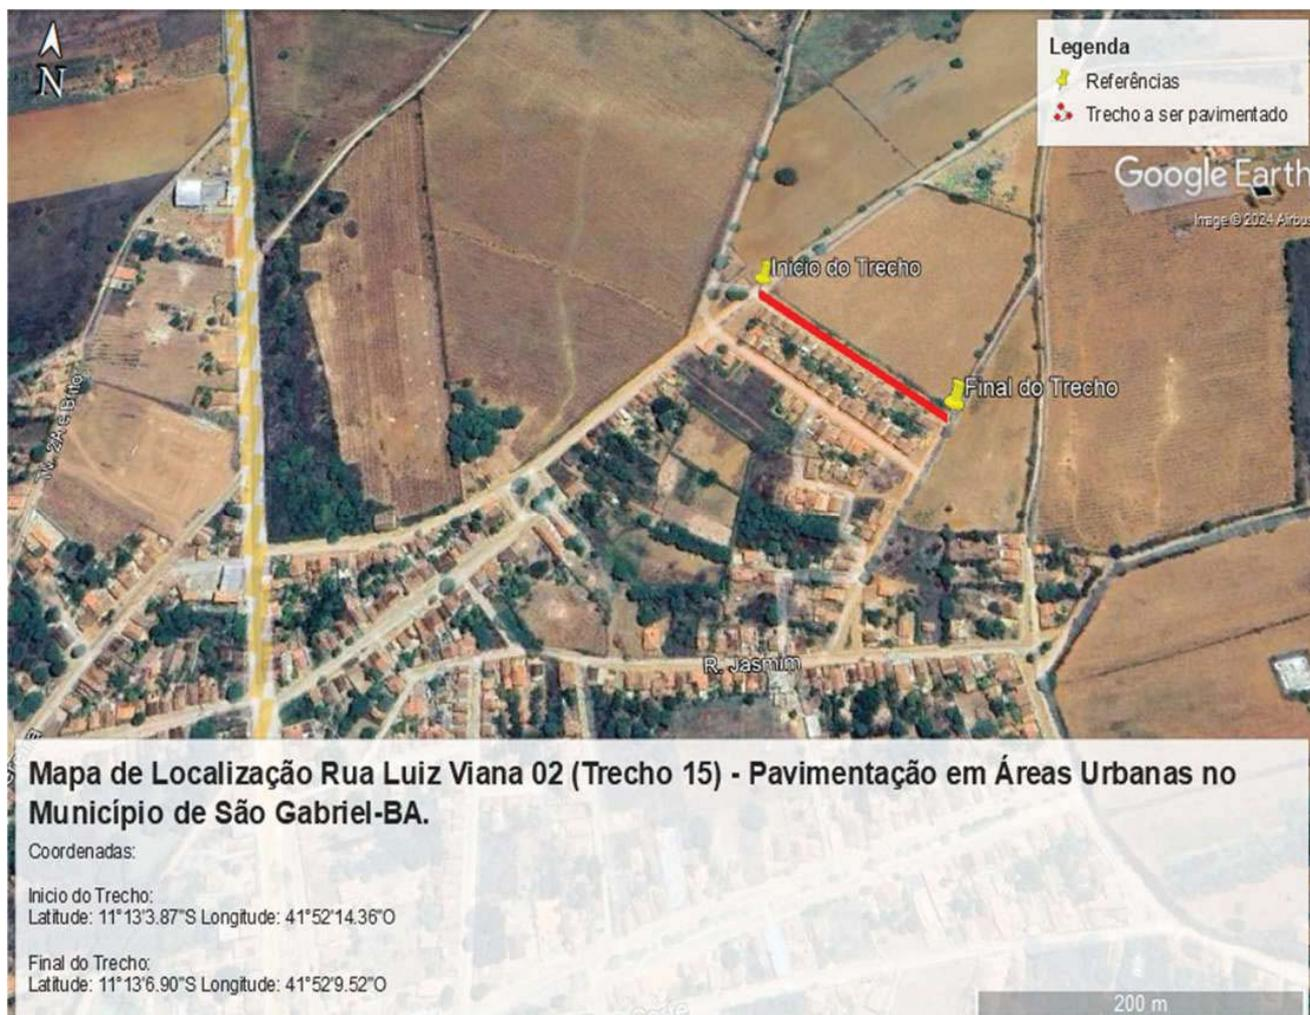 N
Legenda
Referências
Trecho a ser pavimentado
Google Earth
Image © 2024 Airbus
Inicio do Trecho
Final do Trecho
R. Jasmim
Mapa de Localização Rua Luiz Viana 02 (Trecho 15) - Pavimentação em Áreas Urbanas no
Município de São Gabriel-BA.
Coordenadas:
Inicio do Trecho:
Latitude: 11°13'3.87"S Longitude: 41°52'14.36"O
Final do Trecho:
Latitude: 11°13'6.90"S Longitude: 41°52'9.52"O
200 m